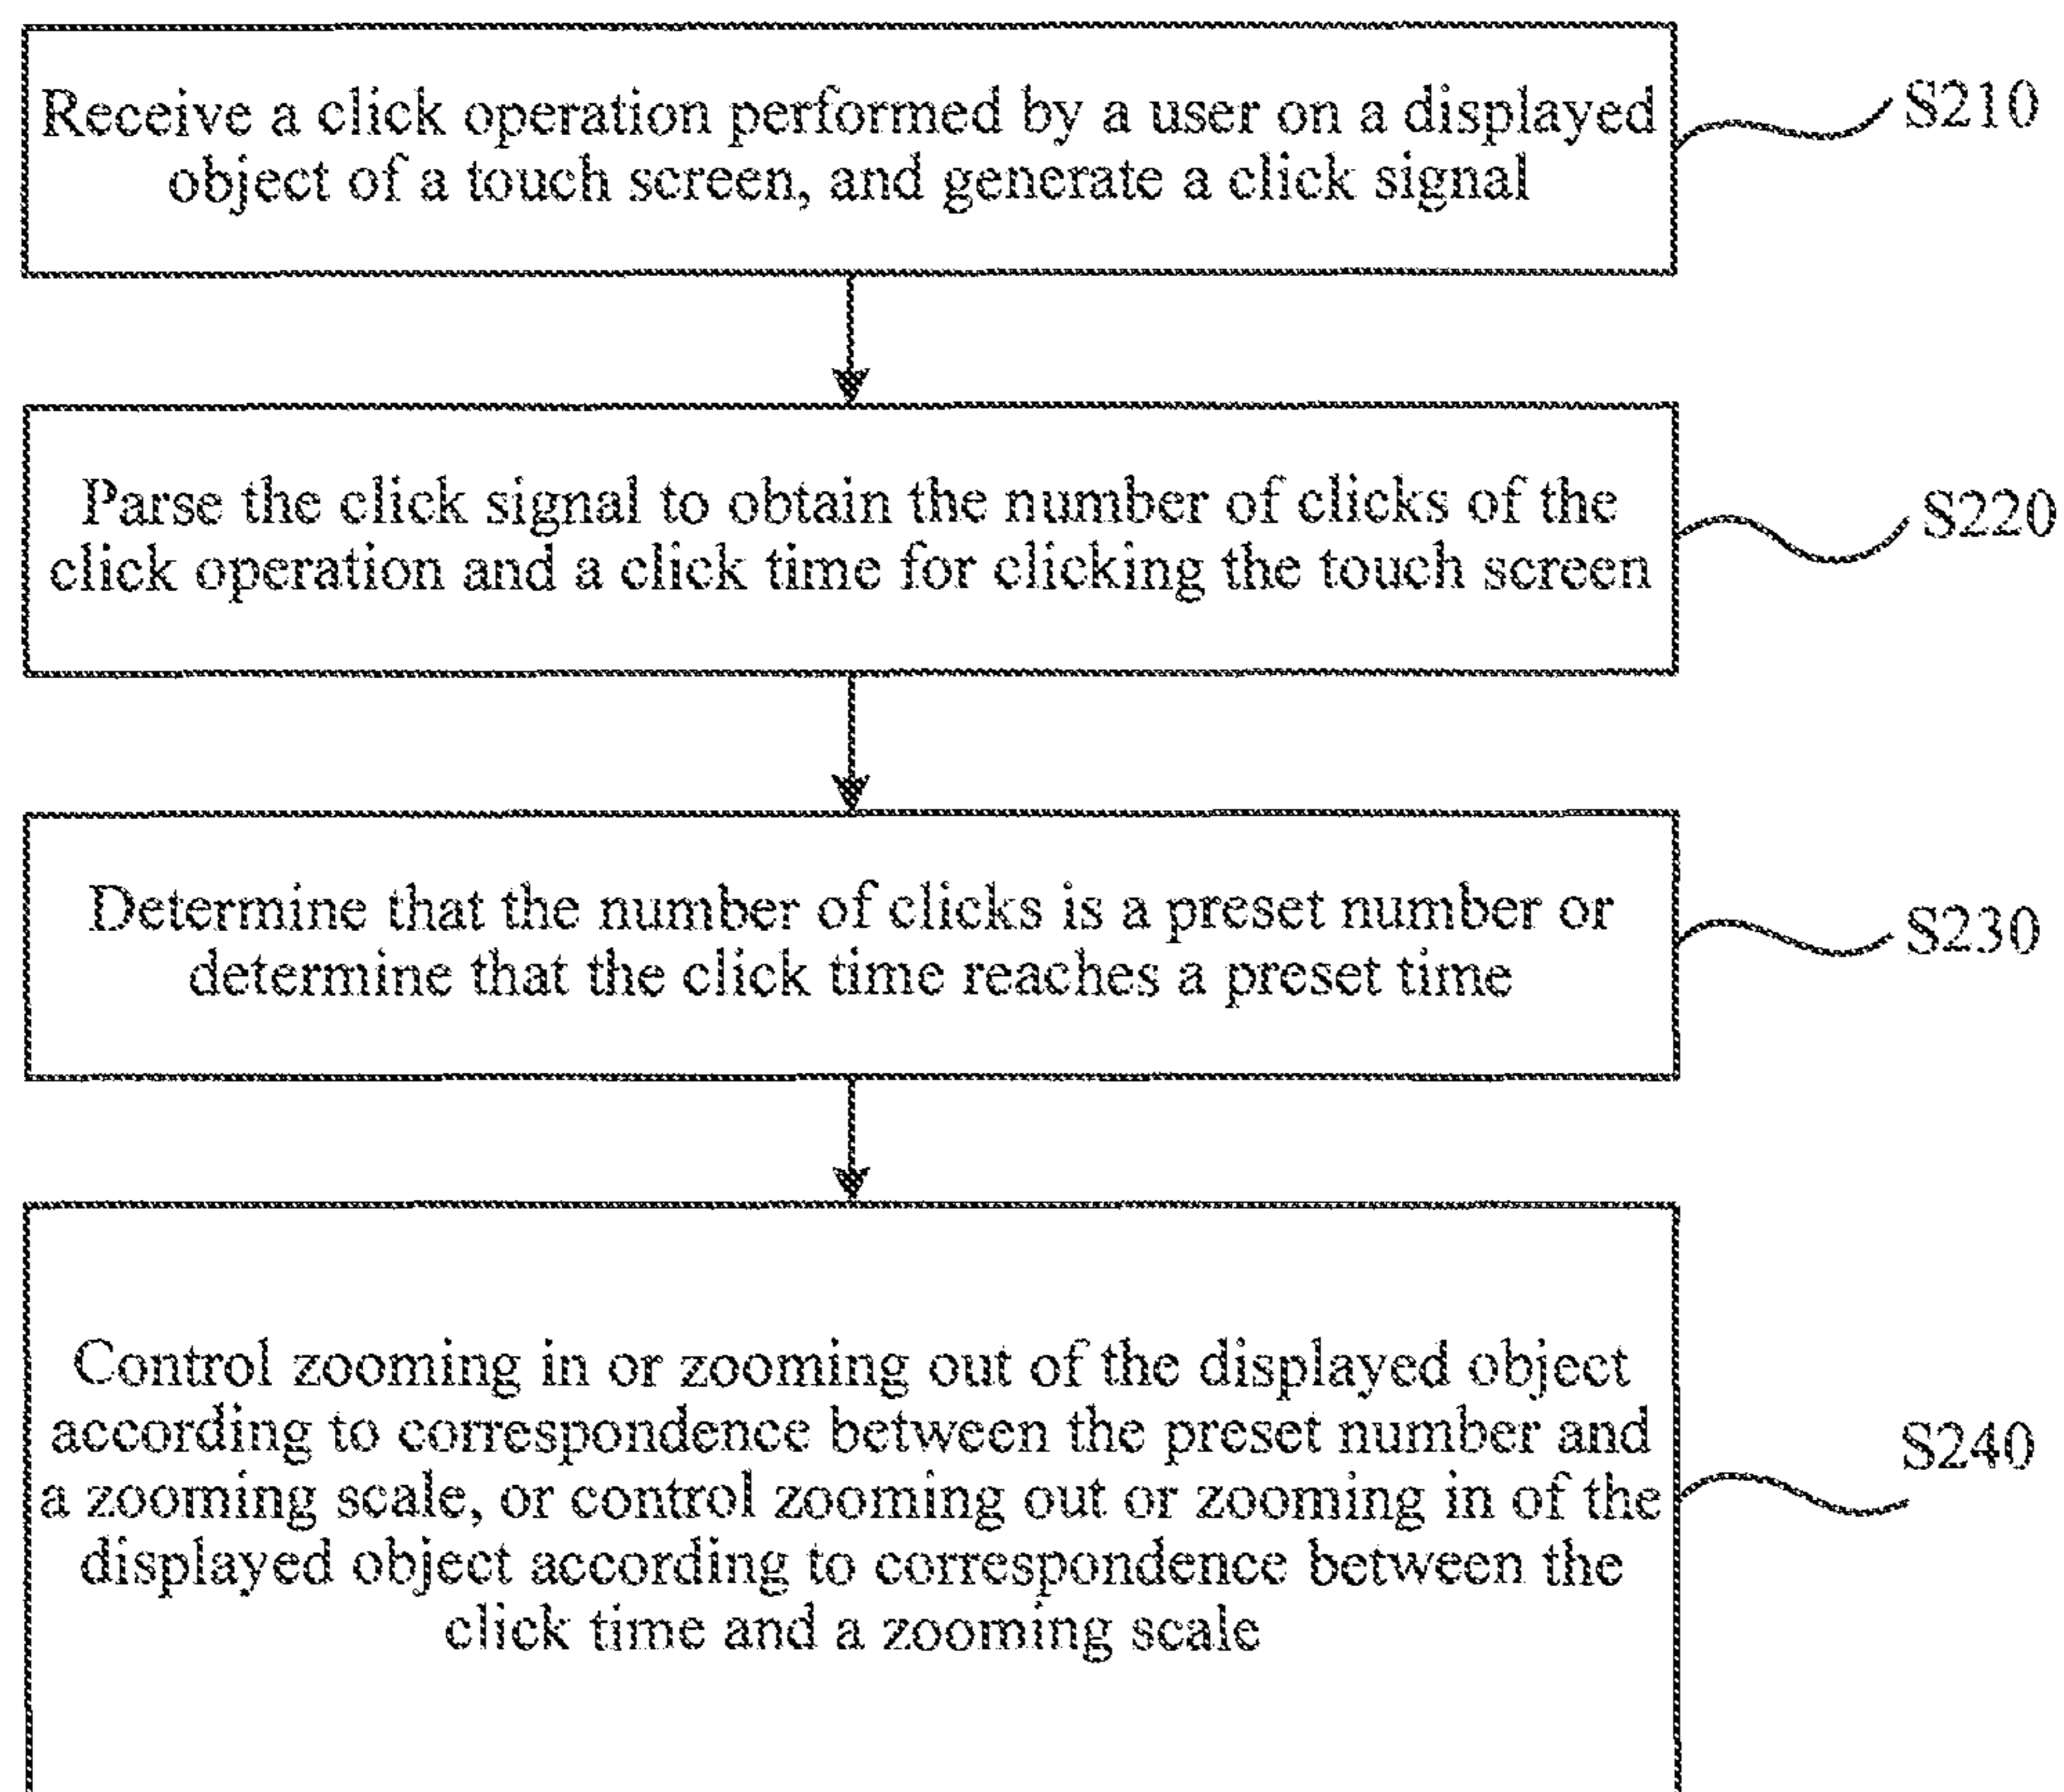 Receive a click operation performed by a user on a displayed
object of a touch screen, and generate a click signal
S210
Parse the click signal to obtain the number of clicks of the
click operation and a click time for clicking the touch screen
S220
Determine that the number of clicks is a preset number or
determine that the click time reaches a preset time
S230
Control zooming in or zooming out of the displayed object
according to correspondence between the preset number and
a zooming scale, or control zooming out or zooming in of the
displayed object according to correspondence between the
click time and a zooming scale
S240